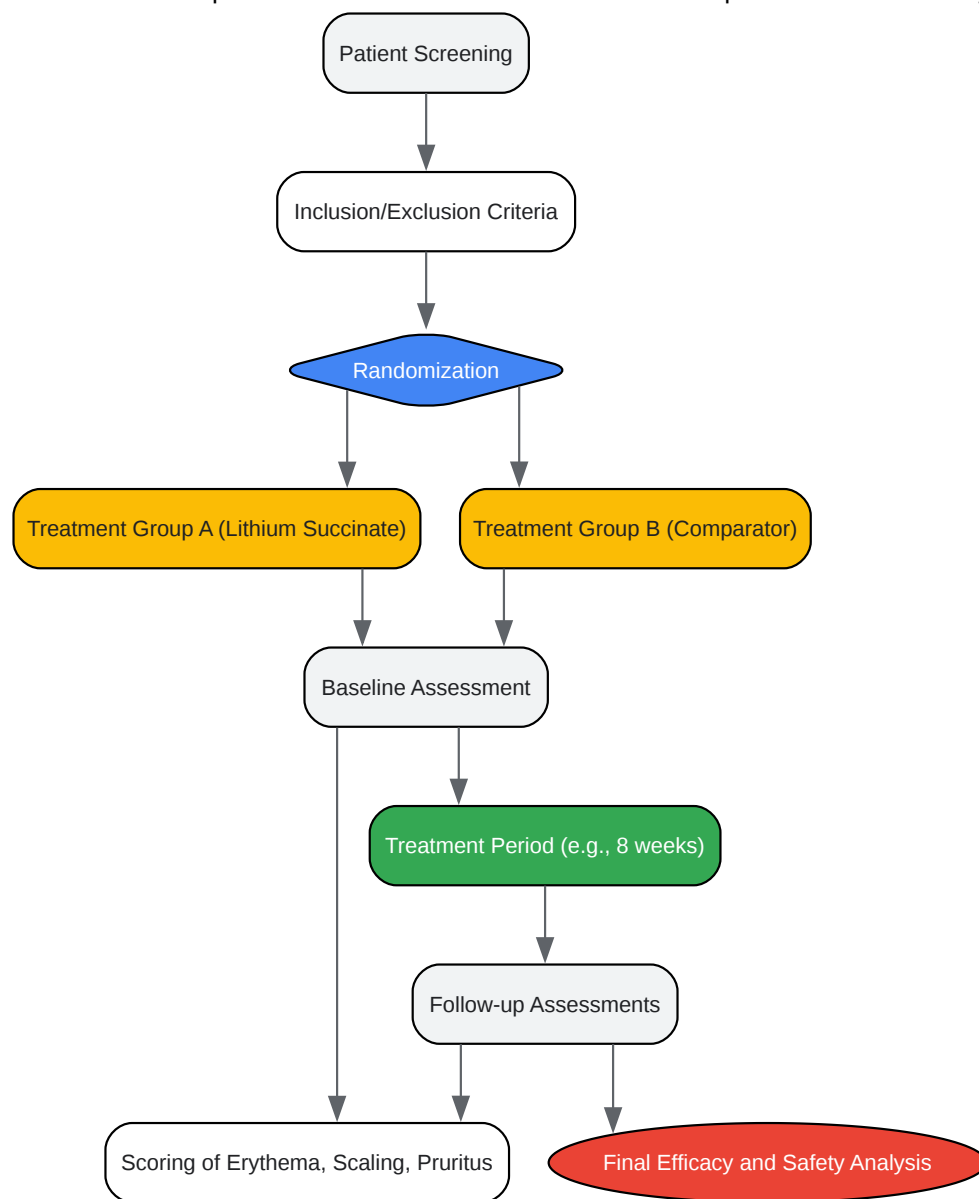 Patient Screening
Inclusion/Exclusion Criteria
Randomization
Treatment Group A (Lithium Succinate)
Treatment Group B (Comparator)
Baseline Assessment
Treatment Period (e.g., 8 weeks)
Follow-up Assessments
Scoring of Erythema, Scaling, Pruritus
Final Efficacy and Safety Analysis